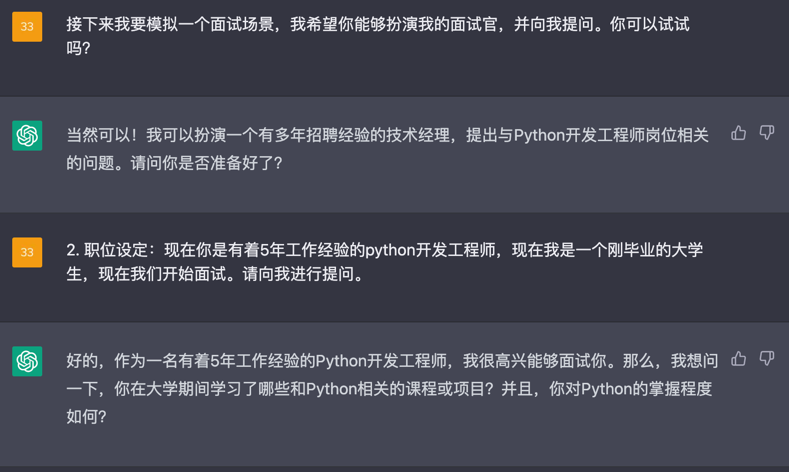 33
接下来我要模拟一个面试场景，我希望你能够扮演我的面试官，并向我提问。你可以试试
吗？
当然可以！我可以扮演一个有多年招聘经验的技术经理，提出与Python开发工程师岗位相关
的问题。请问你是否准备好了？
33
2. 职位设定：现在你是有着5年工作经验的python开发工程师，现在我是一个刚毕业的大学
生，现在我们开始面试。请向我进行提问。
好的，作为一名有着5年工作经验的Python开发工程师，我很高兴能够面试你。那么，我想问
一下，你在大学期间学习了哪些和Python相关的课程或项目？并且，你对Python的掌握程度
如何？